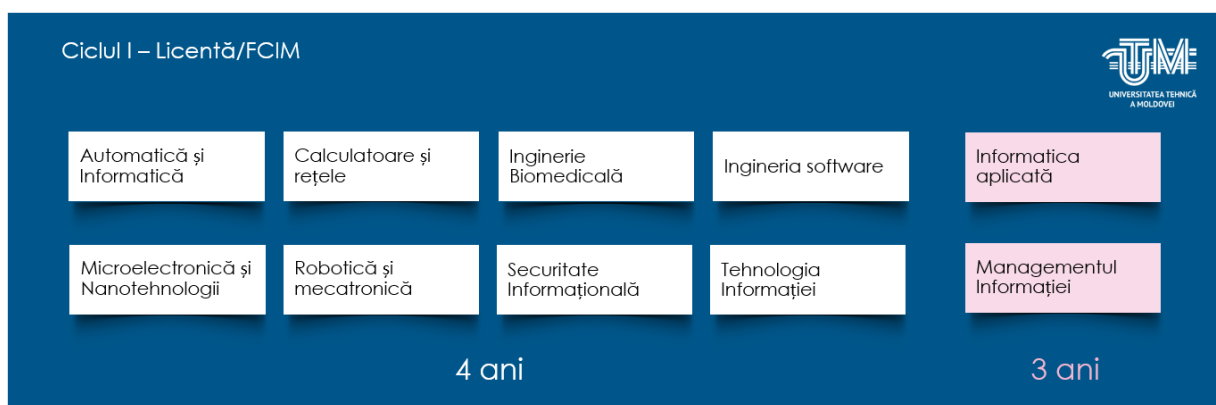 Ciclul I – Licență/FCIM
UTM
UNIVERSITATEA TEHNICĂ
A MOLDOVEI
Automatică și
Informatică
Calculatoare și
rețele
Inginerie
Biomedicală
Ingineria software
Informatica
aplicată
Microelectronică și
Nanotehnologii
Robotică și
mecatronică
Securitate
Informațională
Tehnologia
Informației
Managementul
Informației
4 ani
3 ani